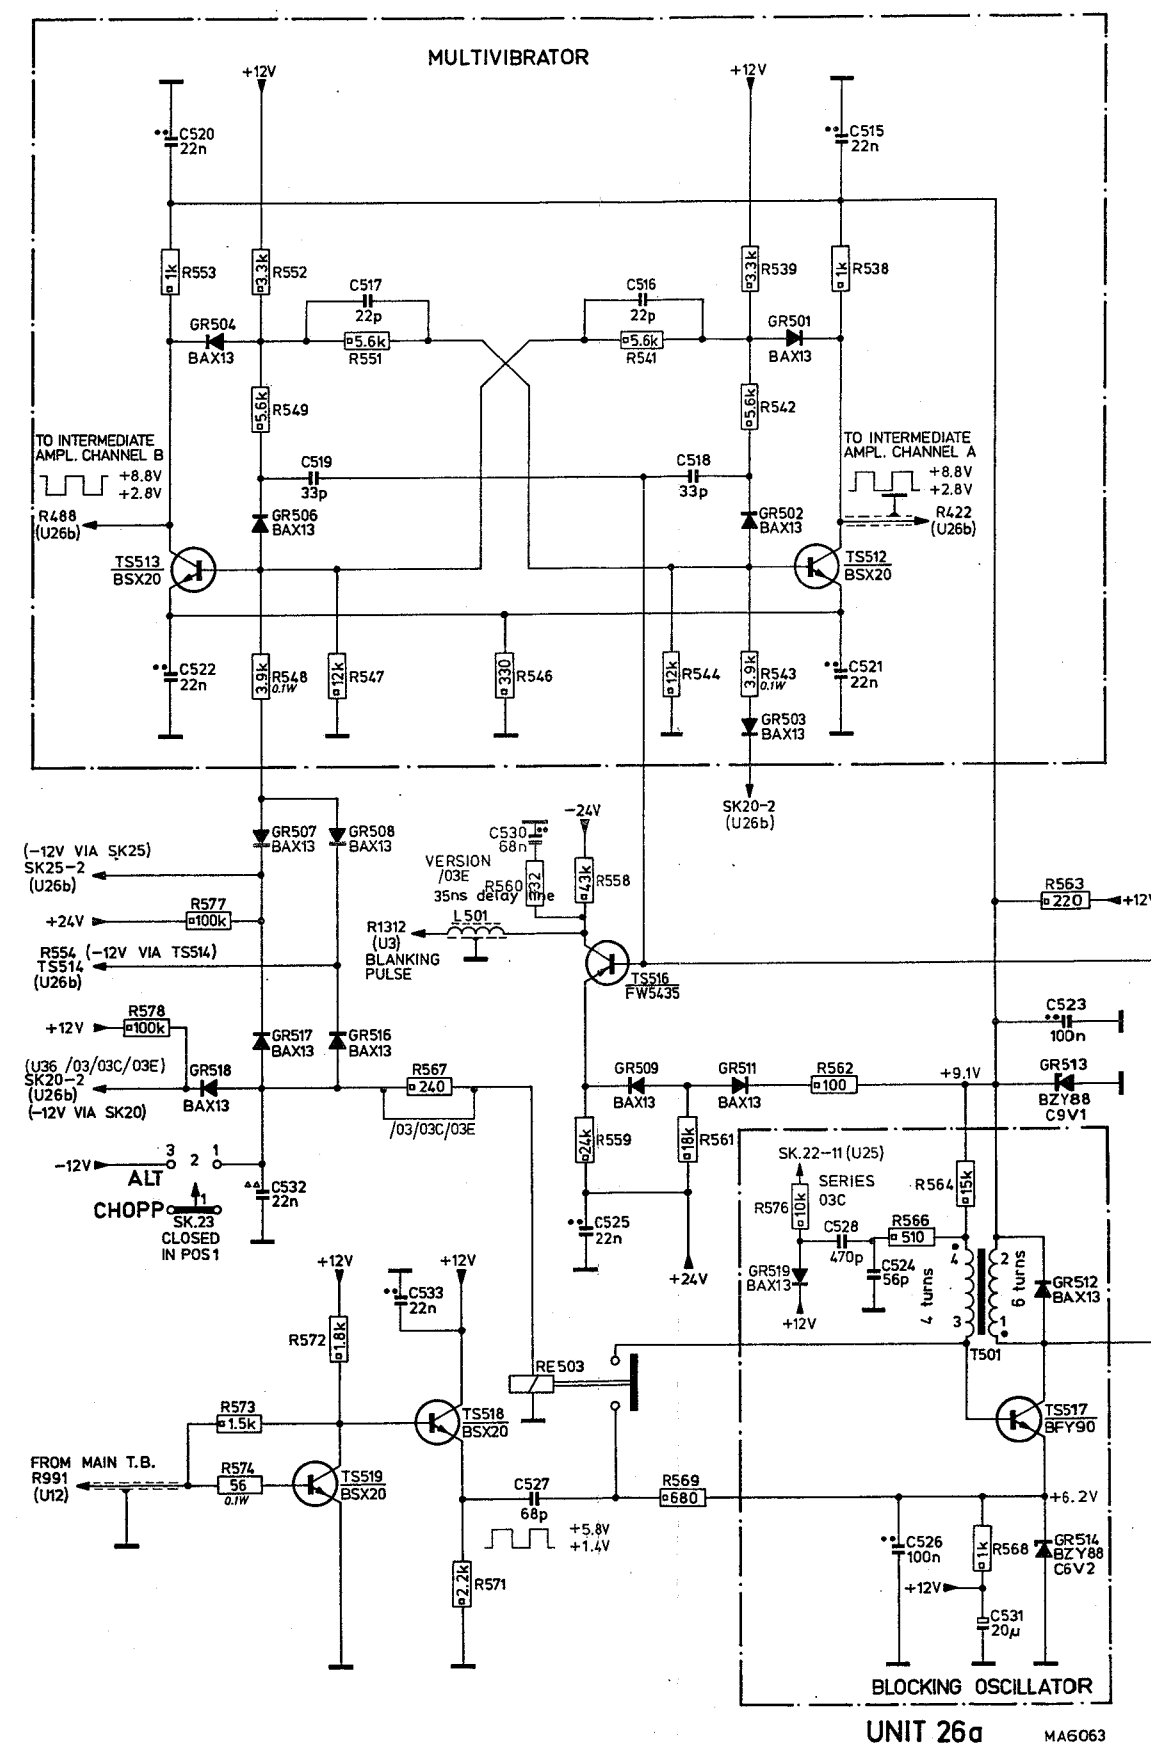 MULTIVIBRATOR
+12V
+12V
C520
22n
C515
22n
1k
R553
3.3k
R552
3.3k
R539
1k
R538
C517
22p
C516
22p
GR504
BAX13
5.6k
R551
5.6k
R541
GR501
BAX13
5.6k
R549
5.6k
R542
TO INTERMEDIATE
AMPL. CHANNEL B
+8.8V
+2.8V
R488
(U26b)
C519
33p
C518
33p
TO INTERMEDIATE
AMPL. CHANNEL A
+8.8V
+2.8V
R422
(U26b)
GR506
BAX13
GR502
BAX13
TS513
BSX20
TS512
BSX20
C522
22n
3.9k
R548
0.1W
12k
R547
330
R546
12k
R544
3.9k
R543
0.1W
C521
22n
GR503
BAX13
SK20-2
(U26b)
GR507
BAX13
GR508
BAX13
(-12V VIA SK25)
SK25-2
(U26b)
R577
100k
+24V
R554 (-12V VIA TS514)
TS514
(U26b)
R578
100k
+12V
GR517
BAX13
GR516
BAX13
(U36 /03/03C/03E)
SK20-2
(U26b)
(-12V VIA SK20)
GR518
BAX13
R567
240
/03/03C/03E
-24V
C530
68n
VERSION
/03E
35ns delay line
R560
43k
R558
L501
R1312
(U3)
BLANKING
PULSE
TS516
FW5435
R563
220
+12V
C523
100n
GR509
BAX13
GR511
BAX13
R562
100
+9.1V
GR513
BZY88
C9V1
24k
R559
18k
R561
C525
22n
+24V
-12V
3 2 1
ALT
CHOPP
1
SK.23
CLOSED
IN POS 1
C532
22n
SK.22-11 (U25)
R576
10k
SERIES
03C
C528
470p
R566
510
R564
15k
C524
56p
GR519
BAX13
+12V
4 turns
4
3
2
1
6 turns
T501
GR512
BAX13
+12V
+12V
C533
22n
R572
1.8k
RE503
R573
1.5k
TS518
BSX20
TS517
BFY90
FROM MAIN T.B.
R991
(U12)
R574
56
0.1W
TS519
BSX20
C527
68p
+5.8V
+1.4V
R569
680
+6.2V
2.2k
R571
C526
100n
1k
R568
GR514
BZY88
C6V2
+12V
C531
20µ
BLOCKING OSCILLATOR
UNIT 26a
MA6063